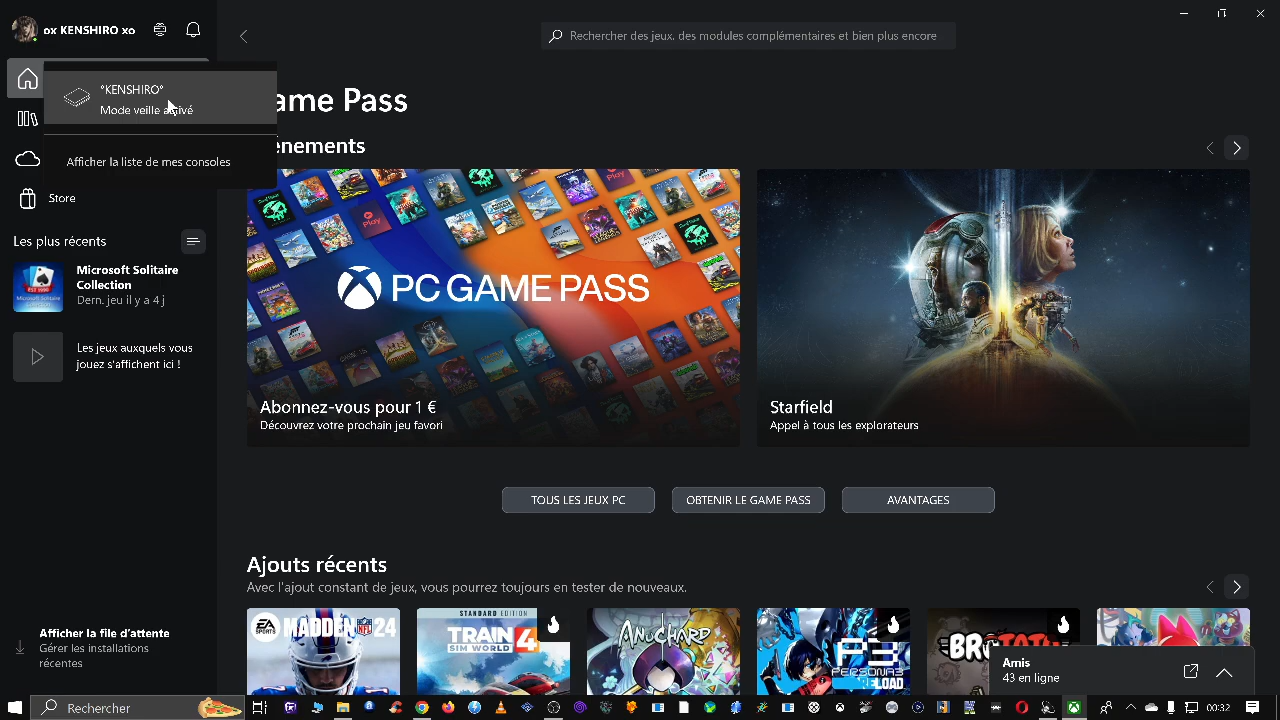 ox KENSHIRO xo
Rechercher des jeux, des modules complémentaires et bien plus encore
°KENSHIRO°
Mode veille activé
Afficher la liste de mes consoles
ame Pass
énements
Store
Les plus récents
Microsoft Solitaire
Collection
Dern. jeu il y a 4 j
Les jeux auxquels vous
jouez s'affichent ici !
PC GAME PASS
Abonnez-vous pour 1 €
Découvrez votre prochain jeu favori
Starfield
Appel à tous les explorateurs
TOUS LES JEUX PC
OBTENIR LE GAME PASS
AVANTAGES
Ajouts récents
Avec l'ajout constant de jeux, vous pourrez toujours en tester de nouveaux.
EA SPORTS MADDEN NFL 24
STANDARD EDITION
TRAIN SIM WORLD 4
ANUCHARD
P3
PERSONA3
RELOAD
Afficher la file d'attente
Gérer les installations
récentes
Amis
43 en ligne
Rechercher
00:32